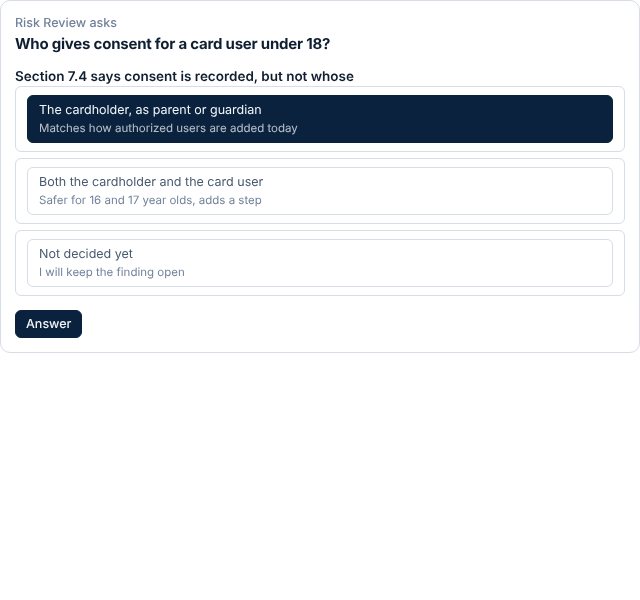 Risk Review asks
Who gives consent for a card user under 18?
Section 7.4 says consent is recorded, but not whose
The cardholder, as parent or guardian
Matches how authorized users are added today
Both the cardholder and the card user
Safer for 16 and 17 year olds, adds a step
Not decided yet
I will keep the finding open
Answer